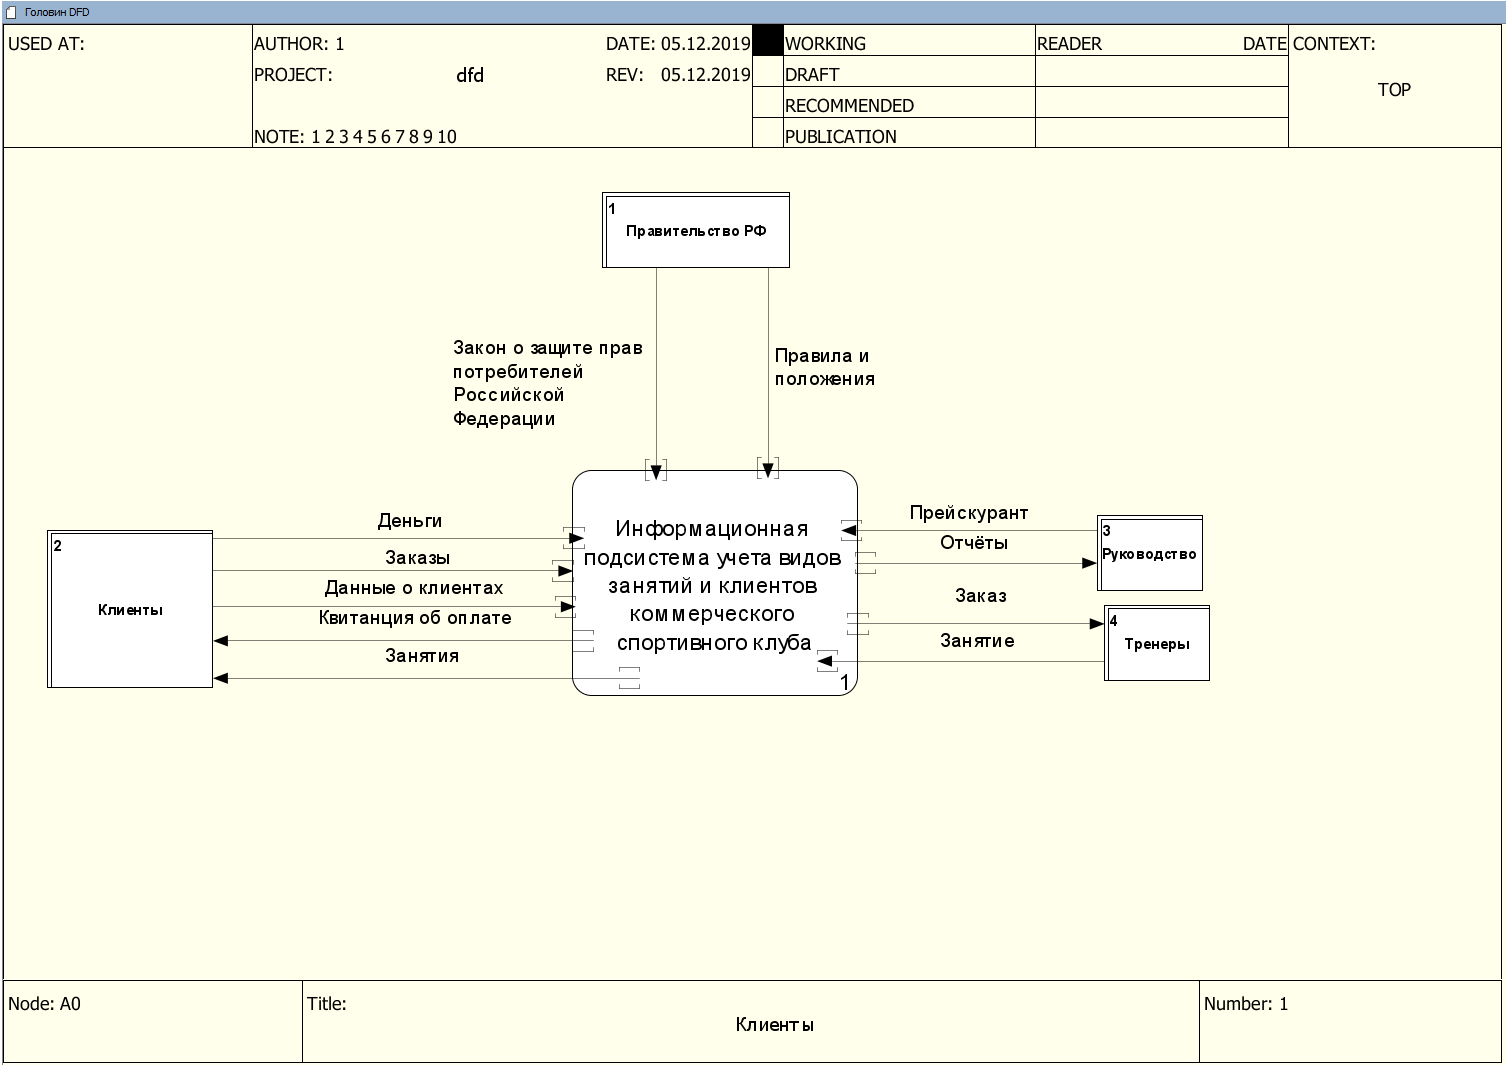 Головин DFD
USED AT:
AUTHOR: 1
DATE: 05.12.2019
PROJECT:
dfd
REV: 05.12.2019
NOTE: 1 2 3 4 5 6 7 8 9 10
WORKING
DRAFT
RECOMMENDED
PUBLICATION
READER
DATE
CONTEXT:
TOP
1
Правительство РФ
Закон о защите прав
потребителей
Российской
Федерации
Правила и
положения
2
Клиенты
Деньги
Заказы
Данные о клиентах
Квитанция об оплате
Занятия
Информационная
подсистема учета видов
занятий и клиентов
коммерческого
спортивного клуба
1
Прейскурант
Отчёты
Заказ
Занятие
3
Руководство
4
Тренеры
Node: A0
Title:
Клиенты
Number: 1